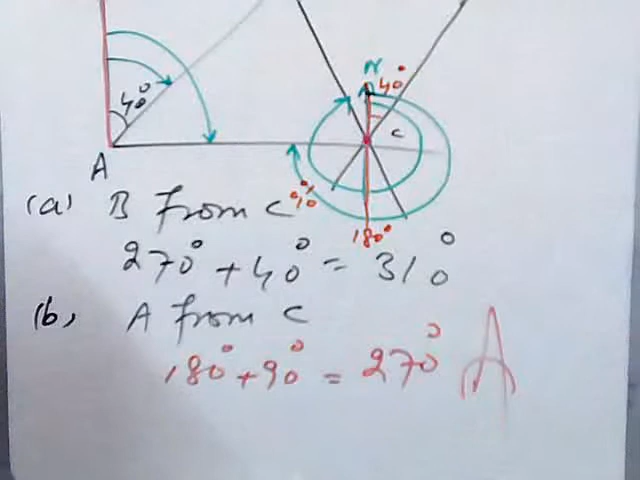 40°
N
40°
C
A
90°
180°
(a) B from C
270° + 40° = 310°
(b) A from C
180° + 90° = 270° A